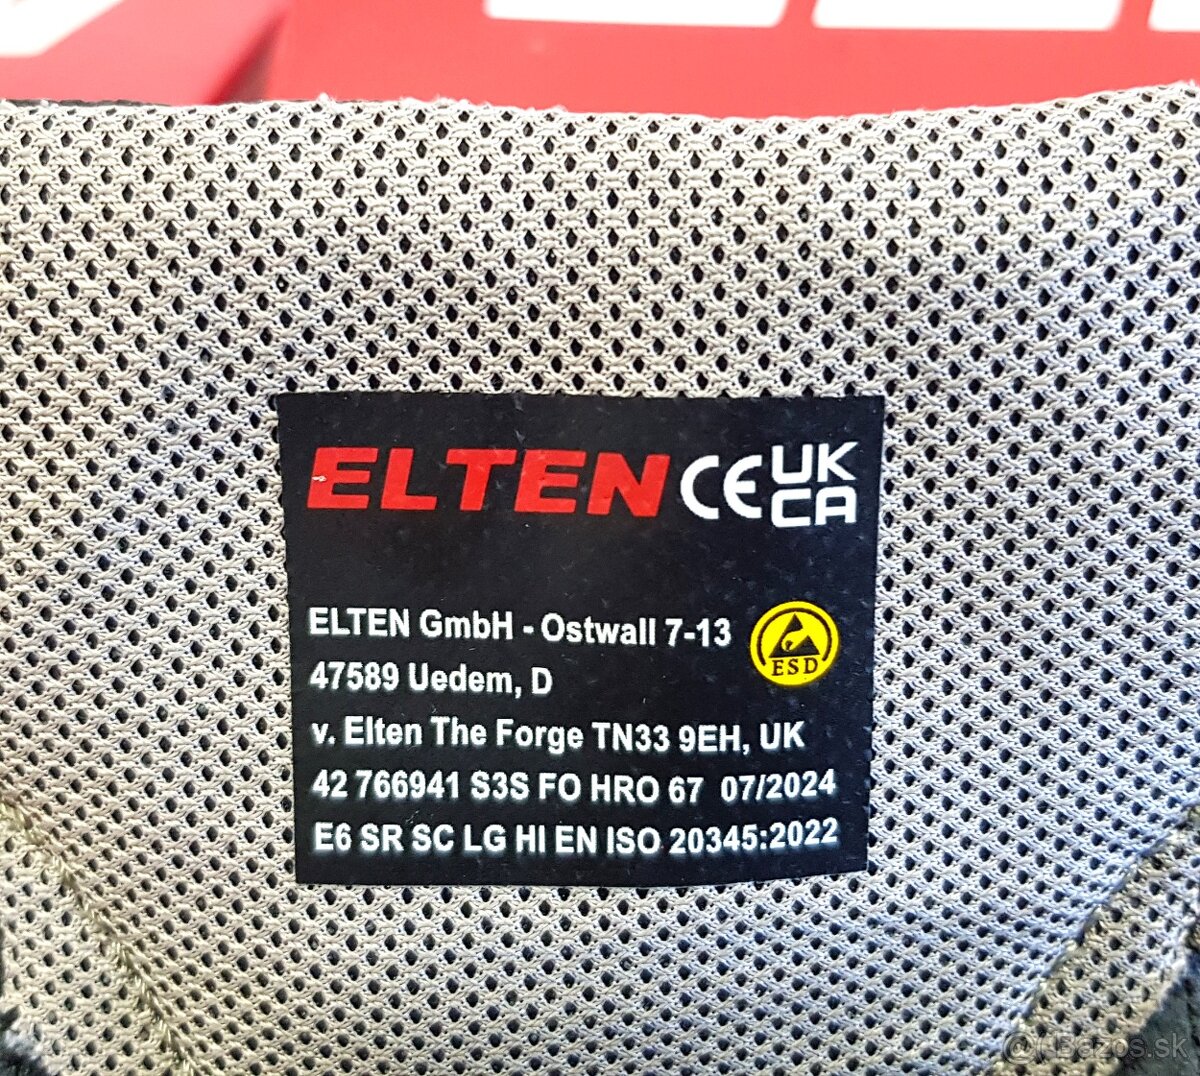 ELTEN CE UK
CA
ELTEN GmbH - Ostwall 7-13
ESD
47589 Uedem, D
v. Elten The Forge TN33 9EH, UK
42 766941 S3S FO HRO 67 07/2024
E6 SR SC LG HI EN ISO 20345:2022